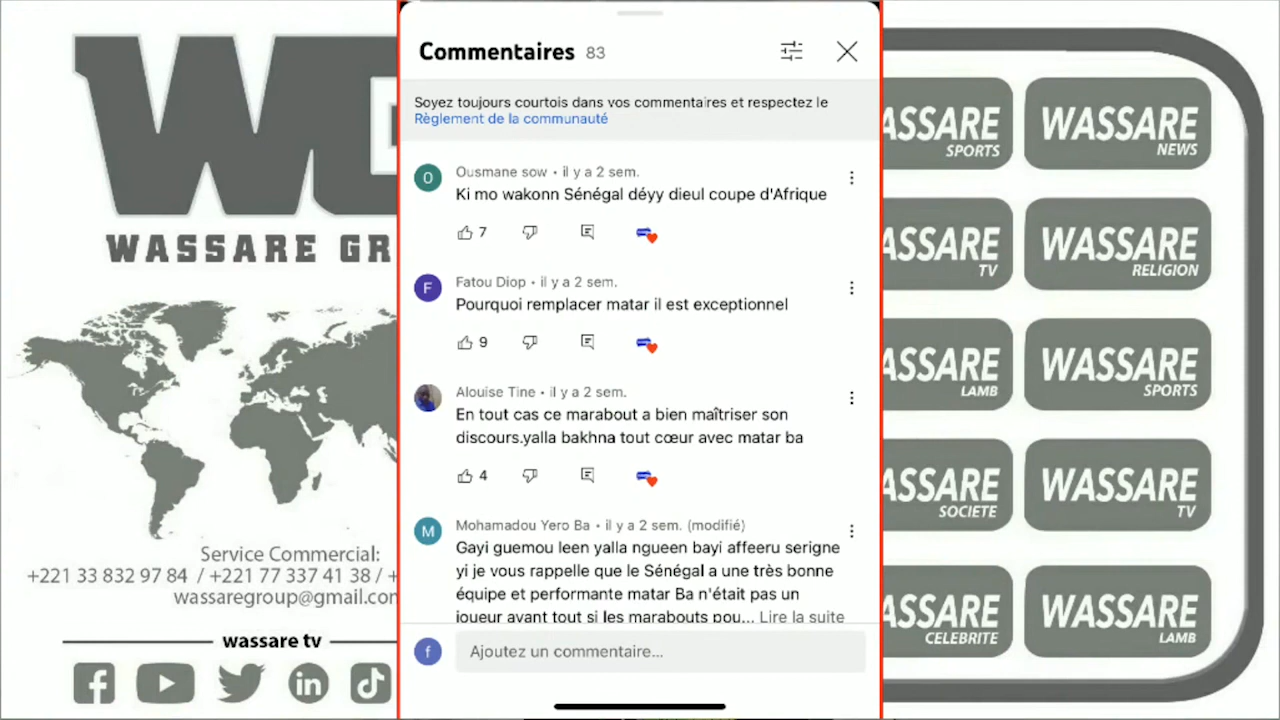 WASSARE GR
Service Commercial:
+221 33 832 97 84 / +221 77 337 41 38 / +
wassaregroup@gmail.con
wassare tv
Commentaires 83
Soyez toujours courtois dans vos commentaires et respectez le
Règlement de la communauté
Ousmane sow • il y a 2 sem.
Ki mo wakonn Sénégal déyy dieul coupe d'Afrique
7
Fatou Diop • il y a 2 sem.
Pourquoi remplacer matar il est exceptionnel
9
Alouise Tine • il y a 2 sem.
En tout cas ce marabout a bien maîtriser son
discours.yalla bakhna tout cœur avec matar ba
4
Mohamadou Yero Ba • il y a 2 sem. (modifié)
Gayi guemou leen yalla ngueen bayi affeeru serigne
yi je vous rappelle que le Sénégal a une très bonne
équipe et performante matar Ba n'était pas un
joueur avant tout si les marabouts pou... Lire la suite
Ajoutez un commentaire...
ASSARE SPORTS
WASSARE NEWS
ASSARE TV
WASSARE RELIGION
ASSARE LAMB
WASSARE SPORTS
ASSARE SOCIETE
WASSARE TV
ASSARE CELEBRITE
WASSARE LAMB